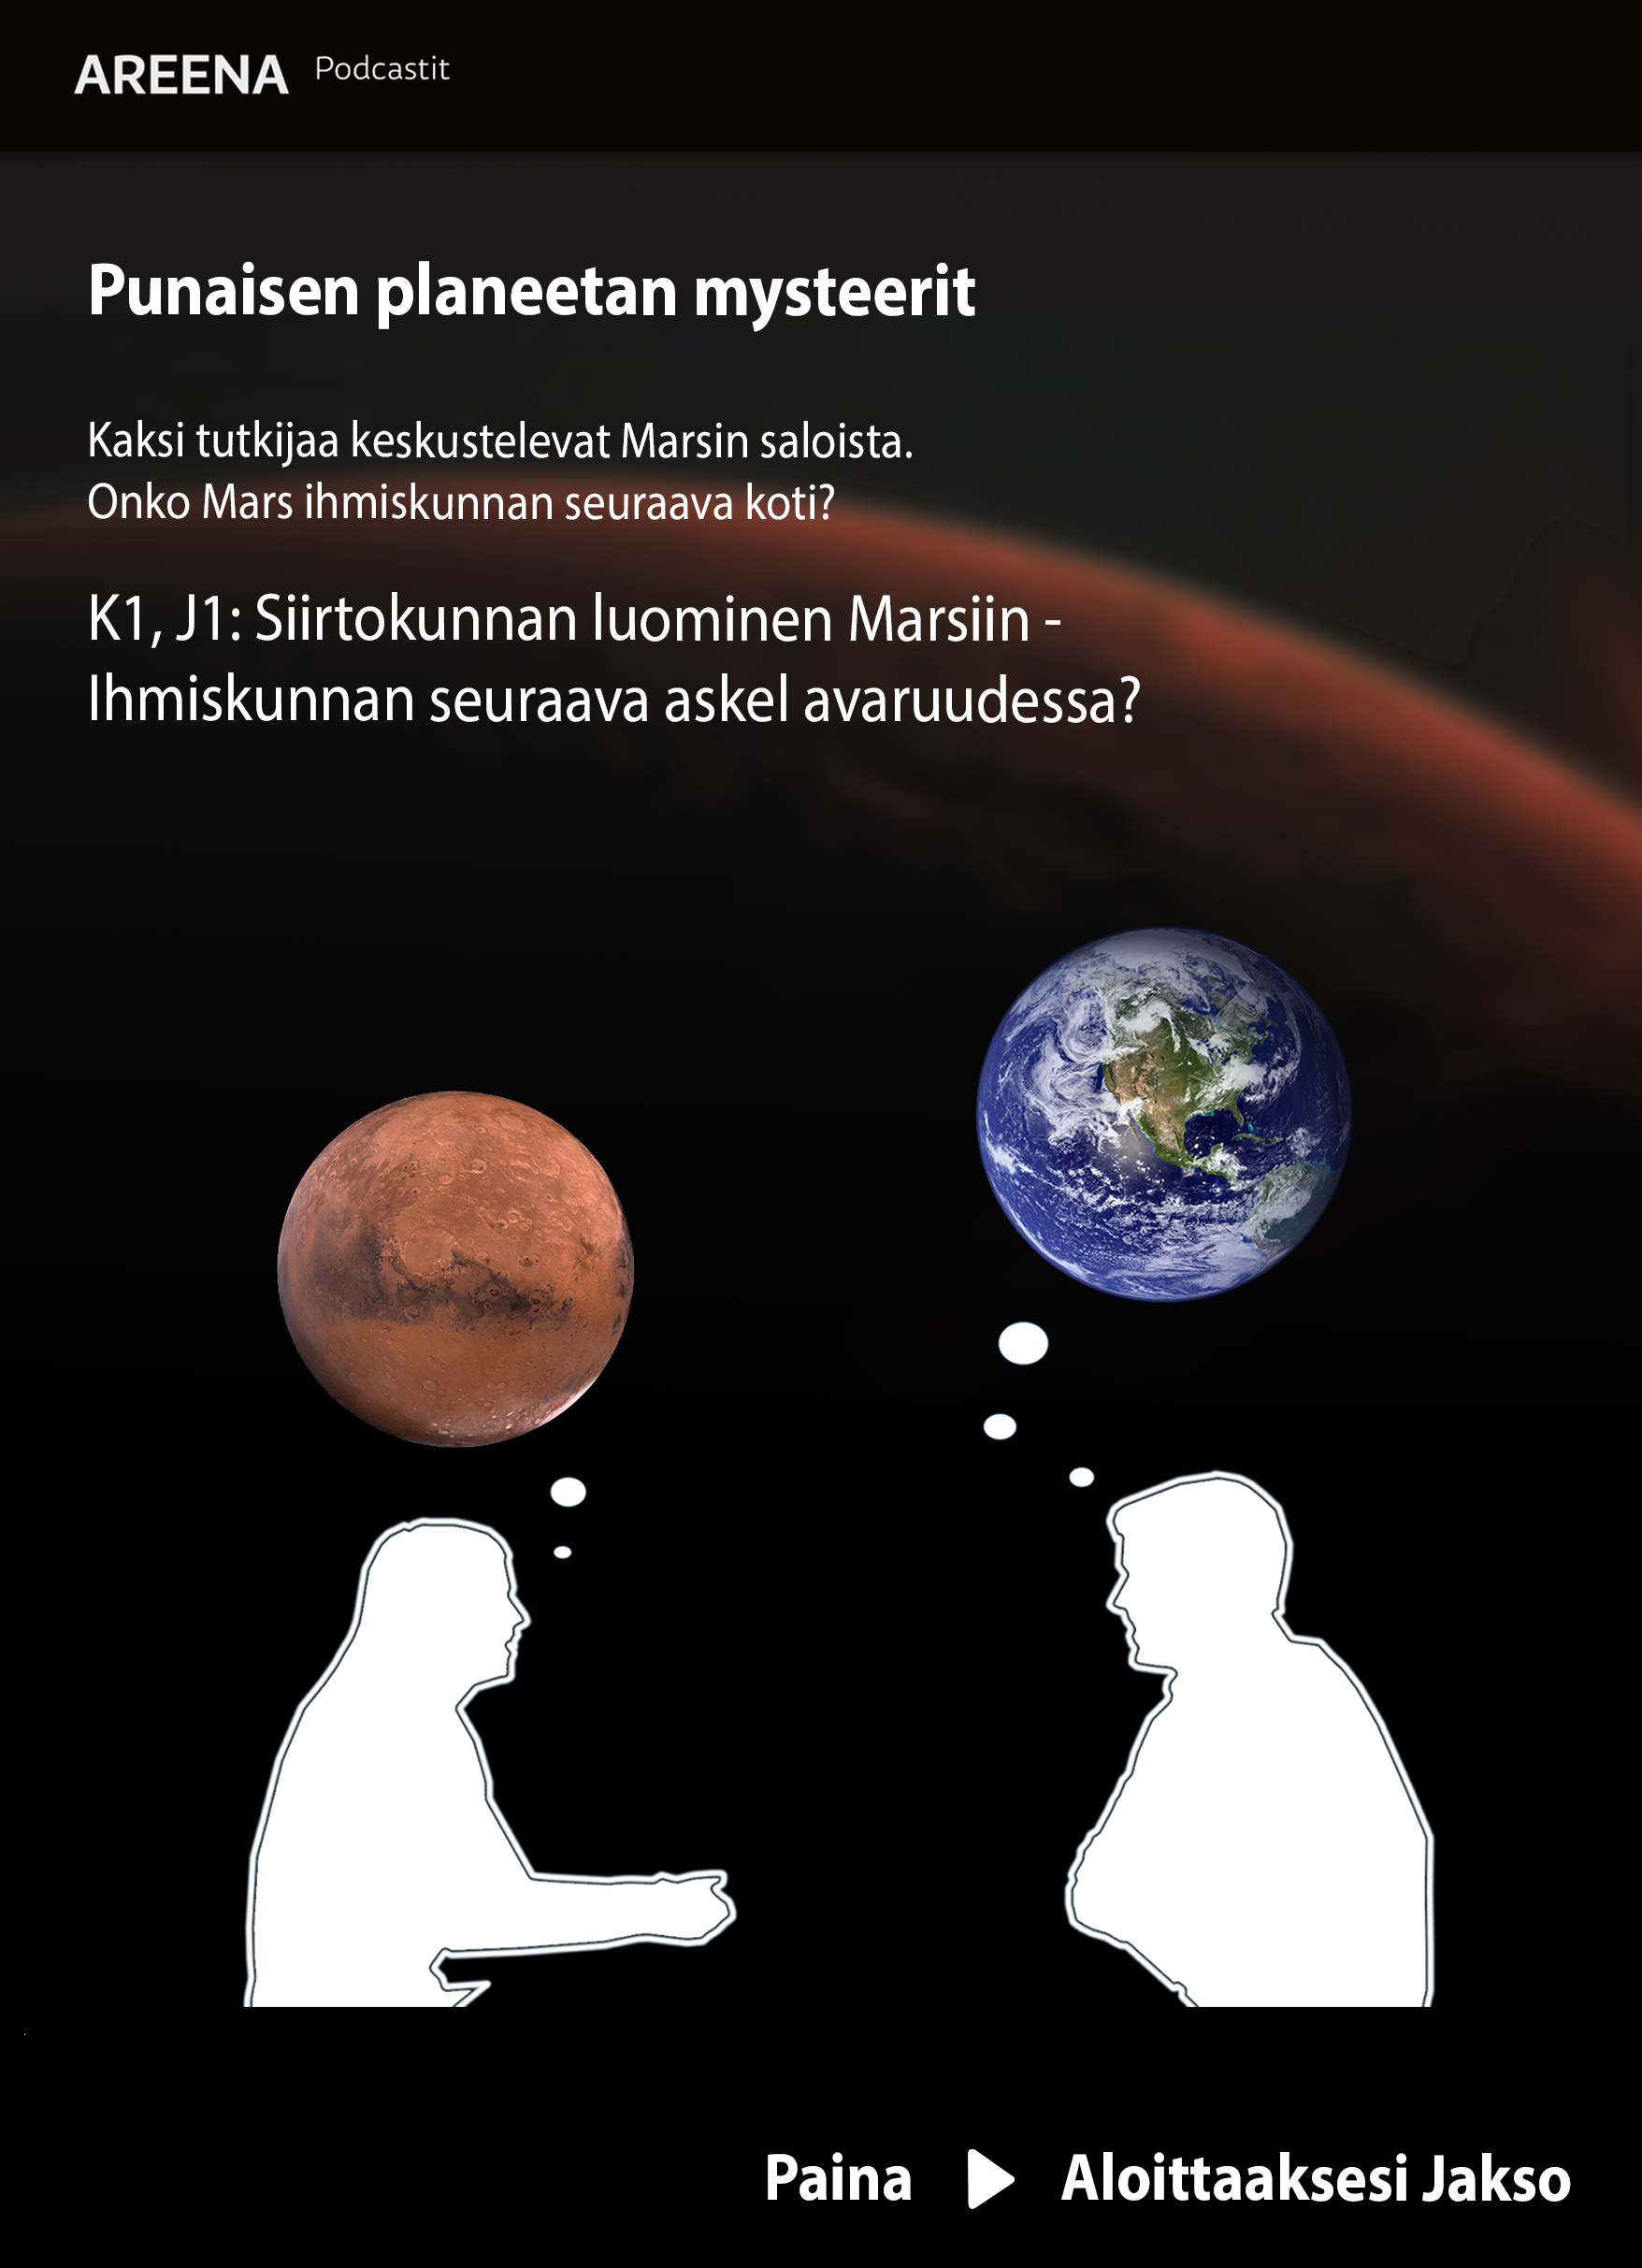 AREENA Podcastit
Punaisen planeetan mysteerit
Kaksi tutkijaa keskustelevat Marsin saloista.
Onko Mars ihmiskunnan seuraava koti?
K1, J1: Siirtokunnan luominen Marsiin -
Ihmiskunnan seuraava askel avaruudessa?
Paina Aloittaaksesi Jakso